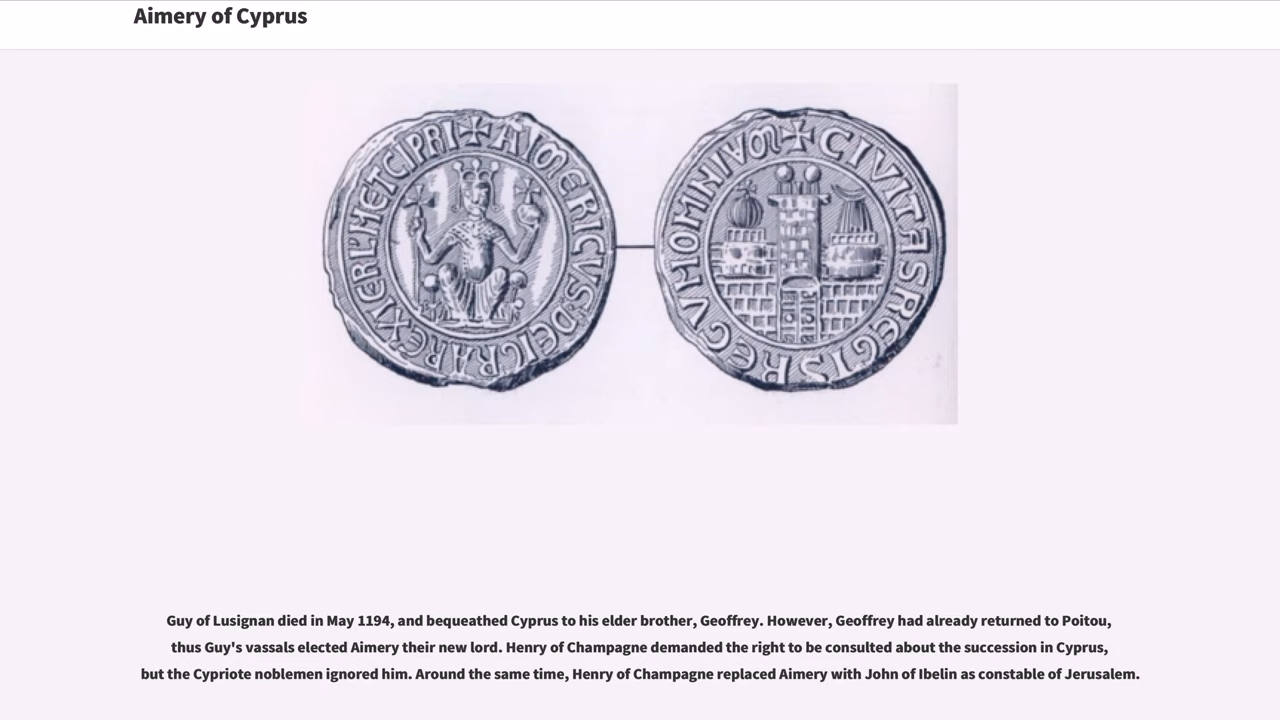 Aimery of Cyprus
✠ AIMERICVS:DEIGRAREXIERL'METCIPRI
✠ CIVITASREGISREGVMOMNIVM
Guy of Lusignan died in May 1194, and bequeathed Cyprus to his elder brother, Geoffrey. However, Geoffrey had already returned to Poitou,
thus Guy's vassals elected Aimery their new lord. Henry of Champagne demanded the right to be consulted about the succession in Cyprus,
but the Cypriote noblemen ignored him. Around the same time, Henry of Champagne replaced Aimery with John of Ibelin as constable of Jerusalem.